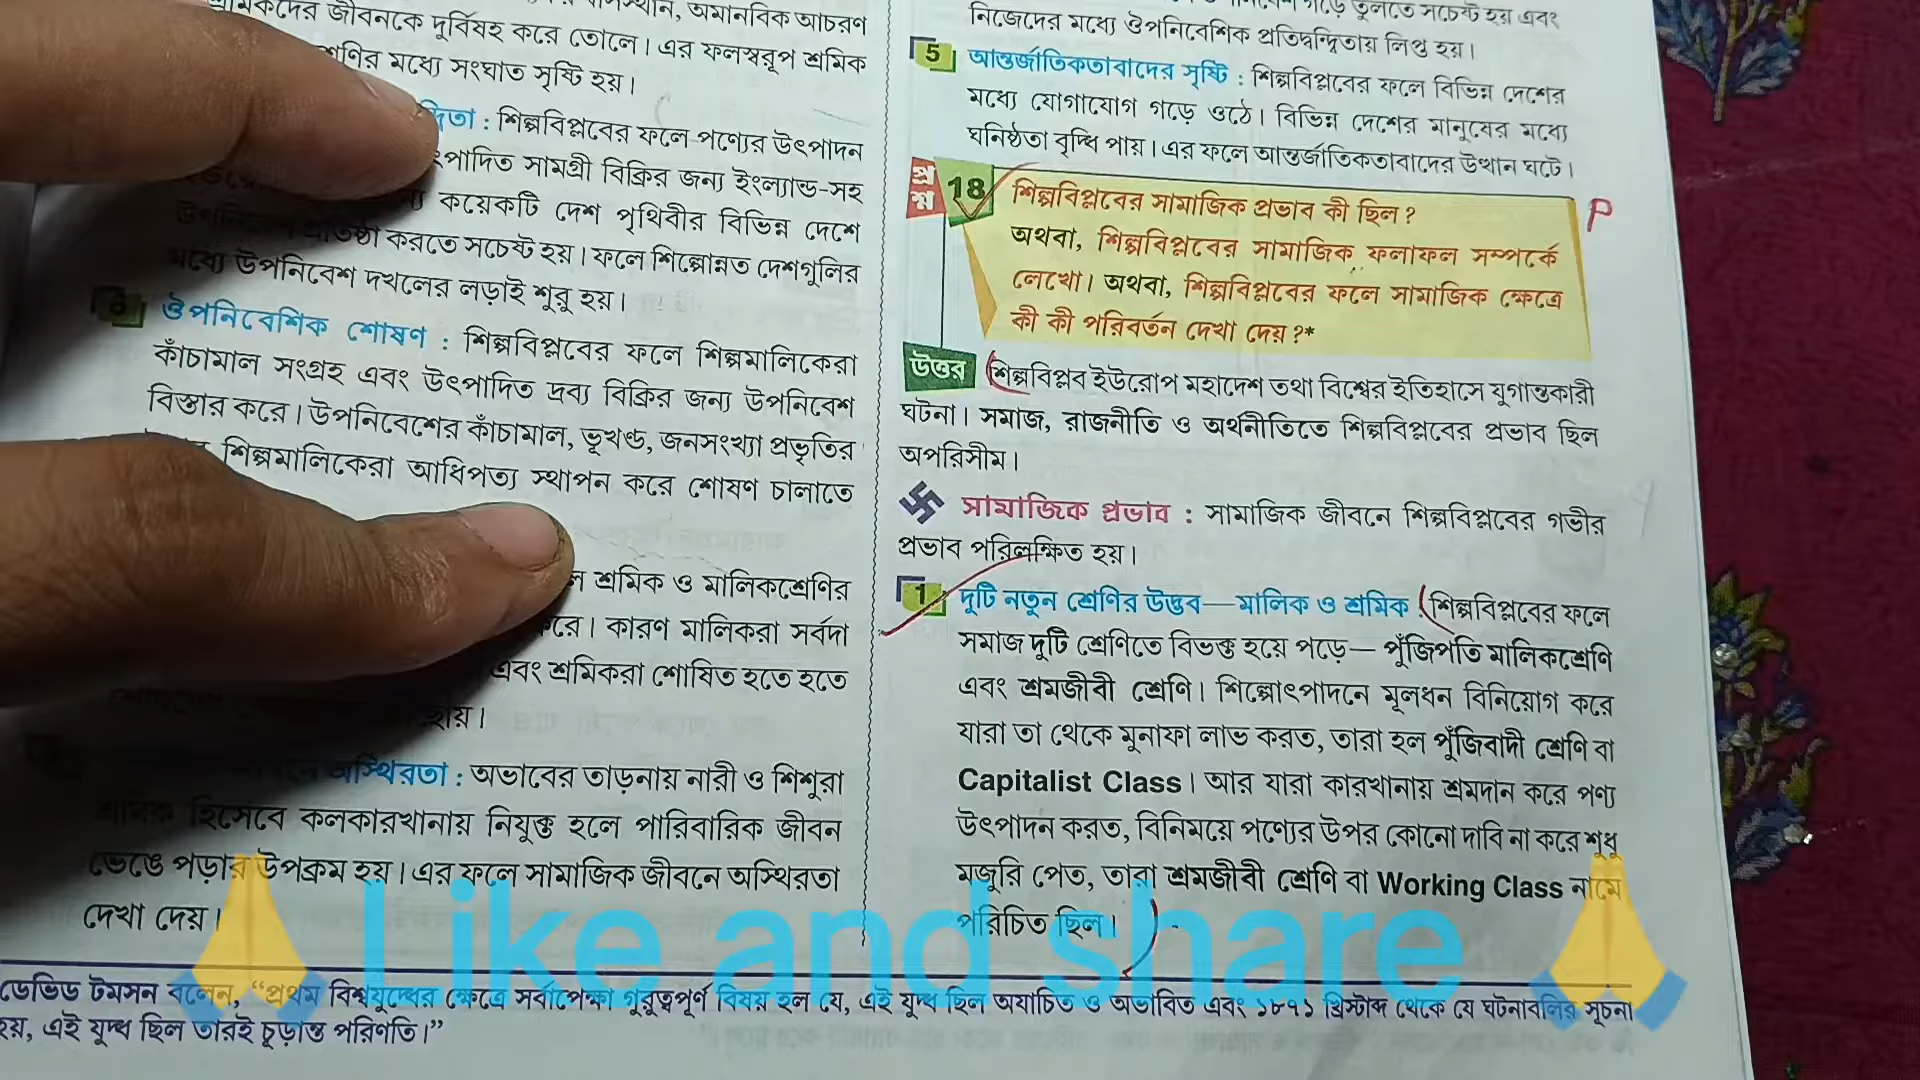 শ্রমিকদের জীবনকে দুর্বিষহ করে তোলে। এর ফলস্বরূপ শ্রমিক
মধ্যে সংঘাত সৃষ্টি হয়।
শিল্পবিপ্লবের ফলে পণ্যের উৎপাদন
সামগ্রী বিক্রির জন্য ইংল্যান্ড-সহ
কয়েকটি দেশ পৃথিবীর বিভিন্ন দেশে
করতে সচেষ্ট হয়। ফলে শিল্পোন্নত দেশগুলির
মধ্যে উপনিবেশ দখলের লড়াই শুরু হয়।
ঔপনিবেশিক শোষণ : শিল্পবিপ্লবের ফলে শিল্পমালিকেরা
কাঁচামাল সংগ্রহ এবং উৎপাদিত দ্রব্য বিক্রির জন্য উপনিবেশ
বিস্তার করে। উপনিবেশের কাঁচামাল, ভূখণ্ড, জনসংখ্যা প্রভৃতির
শিল্পমালিকেরা আধিপত্য স্থাপন করে শোষণ চালাতে
শ্রমিক ও মালিকশ্রেণির
করে। কারণ মালিকরা সর্বদা
এবং শ্রমিকরা শোষিত হতে হতে
অস্থিরতা : অভাবের তাড়নায় নারী ও শিশুরা
শ্রমিক হিসেবে কলকারখানায় নিযুক্ত হলে পারিবারিক জীবন
ভেঙে পড়ার উপক্রম হয়। এর ফলে সামাজিক জীবনে অস্থিরতা
দেখা দেয়।
নিজেদের মধ্যে ঔপনিবেশিক প্রতিদ্বন্দ্বিতায় লিপ্ত হয়।
5 আন্তর্জাতিকতাবাদের সৃষ্টি : শিল্পবিপ্লবের ফলে বিভিন্ন দেশের
মধ্যে যোগাযোগ গড়ে ওঠে। বিভিন্ন দেশের মানুষের মধ্যে
ঘনিষ্ঠতা বৃদ্ধি পায়। এর ফলে আন্তর্জাতিকতাবাদের উত্থান ঘটে।
প্রশ্ন 18 শিল্পবিপ্লবের সামাজিক প্রভাব কী ছিল ? P
অথবা, শিল্পবিপ্লবের সামাজিক ফলাফল সম্পর্কে
লেখো। অথবা, শিল্পবিপ্লবের ফলে সামাজিক ক্ষেত্রে
কী কী পরিবর্তন দেখা দেয় ?*
উত্তর শিল্পবিপ্লব ইউরোপ মহাদেশ তথা বিশ্বের ইতিহাসে যুগান্তকারী
ঘটনা। সমাজ, রাজনীতি ও অর্থনীতিতে শিল্পবিপ্লবের প্রভাব ছিল
অপরিসীম।
সামাজিক প্রভাব : সামাজিক জীবনে শিল্পবিপ্লবের গভীর
প্রভাব পরিলক্ষিত হয়।
1 দুটি নতুন শ্রেণির উদ্ভব—মালিক ও শ্রমিক : শিল্পবিপ্লবের ফলে
সমাজ দুটি শ্রেণিতে বিভক্ত হয়ে পড়ে— পুঁজিপতি মালিকশ্রেণি
এবং শ্রমজীবী শ্রেণি। শিল্পোৎপাদনে মূলধন বিনিয়োগ করে
যারা তা থেকে মুনাফা লাভ করত, তারা হল পুঁজিবাদী শ্রেণি বা
Capitalist Class। আর যারা কারখানায় শ্রমদান করে পণ্য
উৎপাদন করত, বিনিময়ে পণ্যের উপর কোনো দাবি না করে শুধু
মজুরি পেত, তারা শ্রমজীবী শ্রেণি বা Working Class নামে
পরিচিত ছিল।
Like and share
ডেভিড টমসন বলেন, “প্রথম বিশ্বযুদ্ধের ক্ষেত্রে সর্বাপেক্ষা গুরুত্বপূর্ণ বিষয় হল যে, এই যুদ্ধ ছিল অযাচিত ও অভাবিত এবং ১৮৭১ খ্রিস্টাব্দ থেকে যে ঘটনাবলির সূচনা
হয়, এই যুদ্ধ ছিল তারই চূড়ান্ত পরিণতি।”